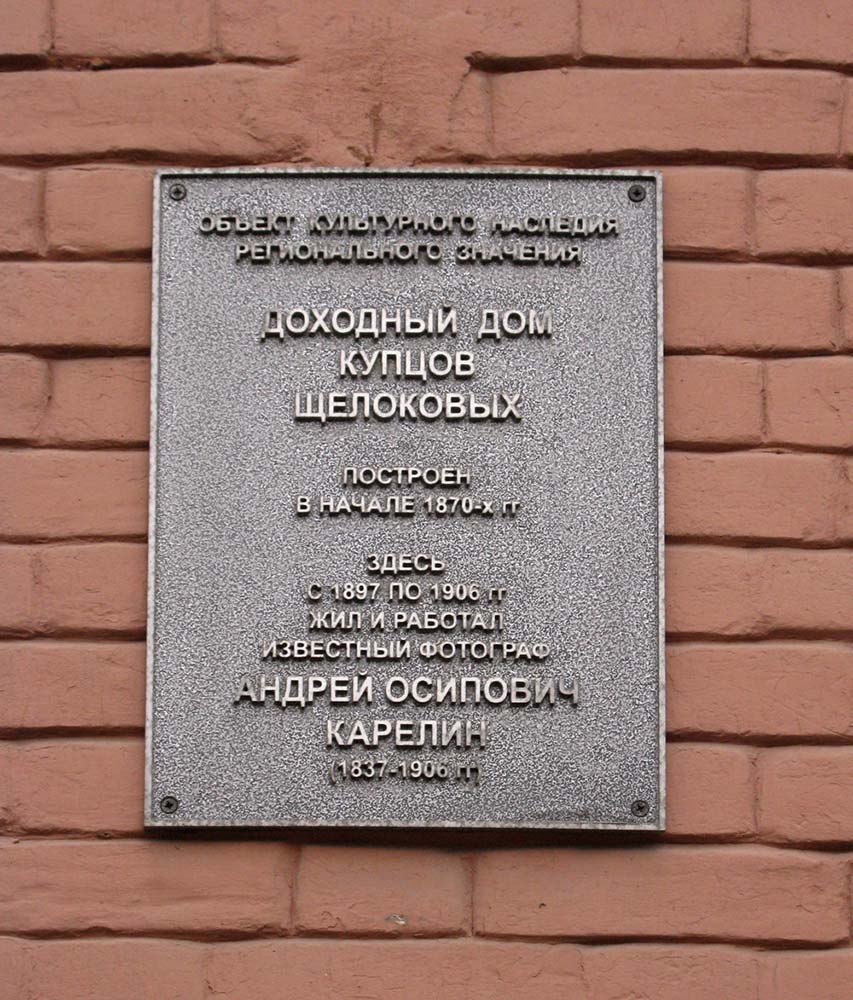 ОБЪЕКТ КУЛЬТУРНОГО НАСЛЕДИЯ
РЕГИОНАЛЬНОГО ЗНАЧЕНИЯ
ДОХОДНЫЙ ДОМ
КУПЦОВ
ЩЕЛОКОВЫХ
ПОСТРОЕН
В НАЧАЛЕ 1870-х гг
ЗДЕСЬ
С 1897 ПО 1906 гг
ЖИЛ И РАБОТАЛ
ИЗВЕСТНЫЙ ФОТОГРАФ
АНДРЕЙ ОСИПОВИЧ
КАРЕЛИН
(1837-1906 гг)